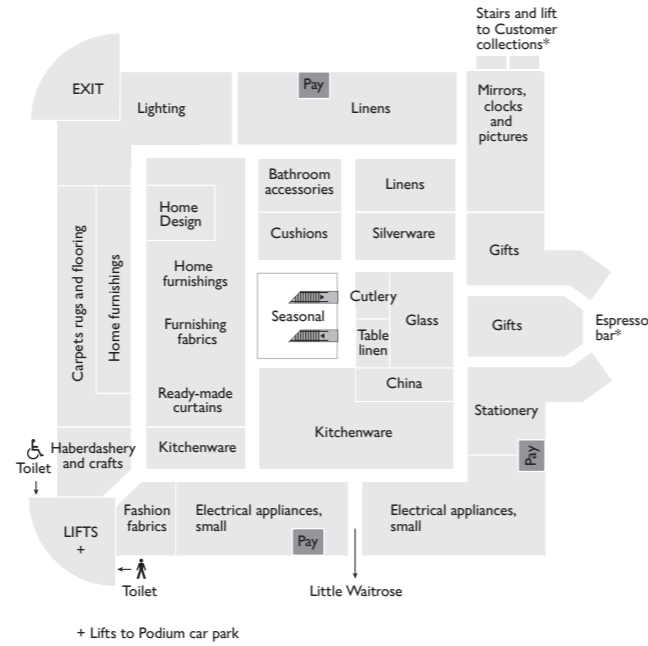 Stairs and lift
to Customer
collections*
EXIT
Lighting
Pay
Linens
Mirrors,
clocks
and
pictures
Bathroom
accessories
Linens
Home
Design
Cushions
Silverware
Gifts
Carpets rugs and flooring
Home furnishings
Home
furnishings
Seasonal
Cutlery
Glass
Gifts
Espresso
bar*
Furnishing
fabrics
Table
linen
Ready-made
curtains
China
Stationery
Kitchenware
Kitchenware
Pay
Toilet
Haberdashery
and crafts
LIFTS
+
Fashion
fabrics
Electrical appliances,
small
Pay
Electrical appliances,
small
Toilet
Little Waitrose
+ Lifts to Podium car park